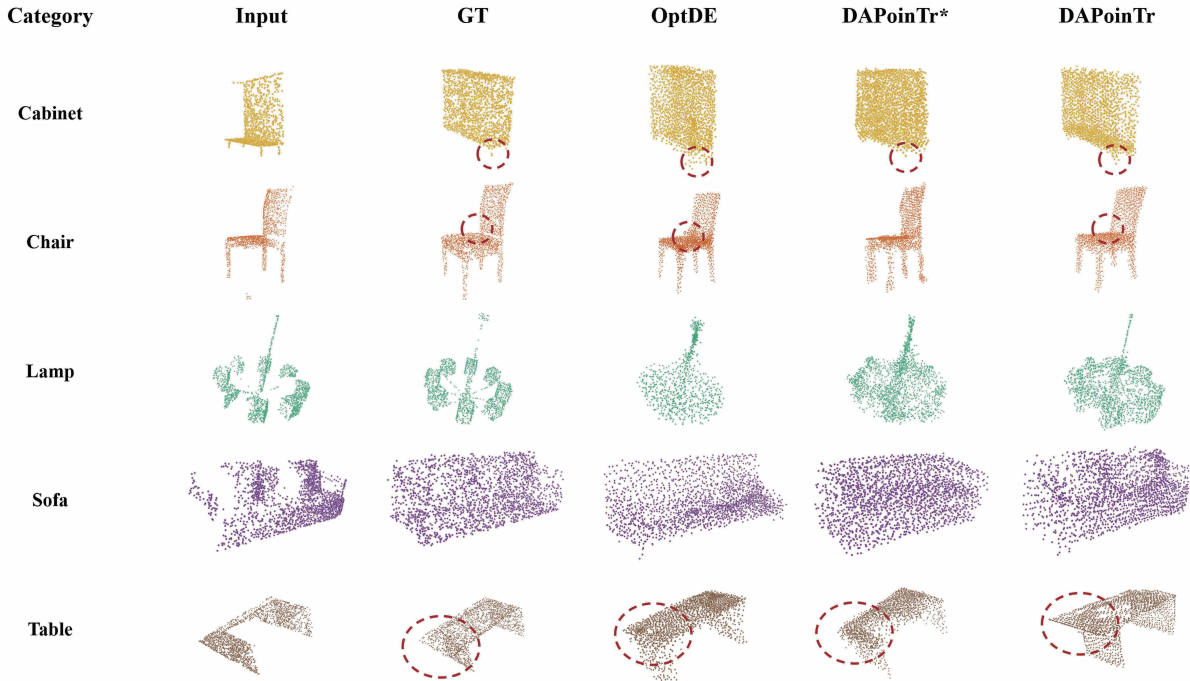 Category Input GT OptDE DAPoinTr* DAPoinTr
Cabinet
Chair
Lamp
Sofa
Table